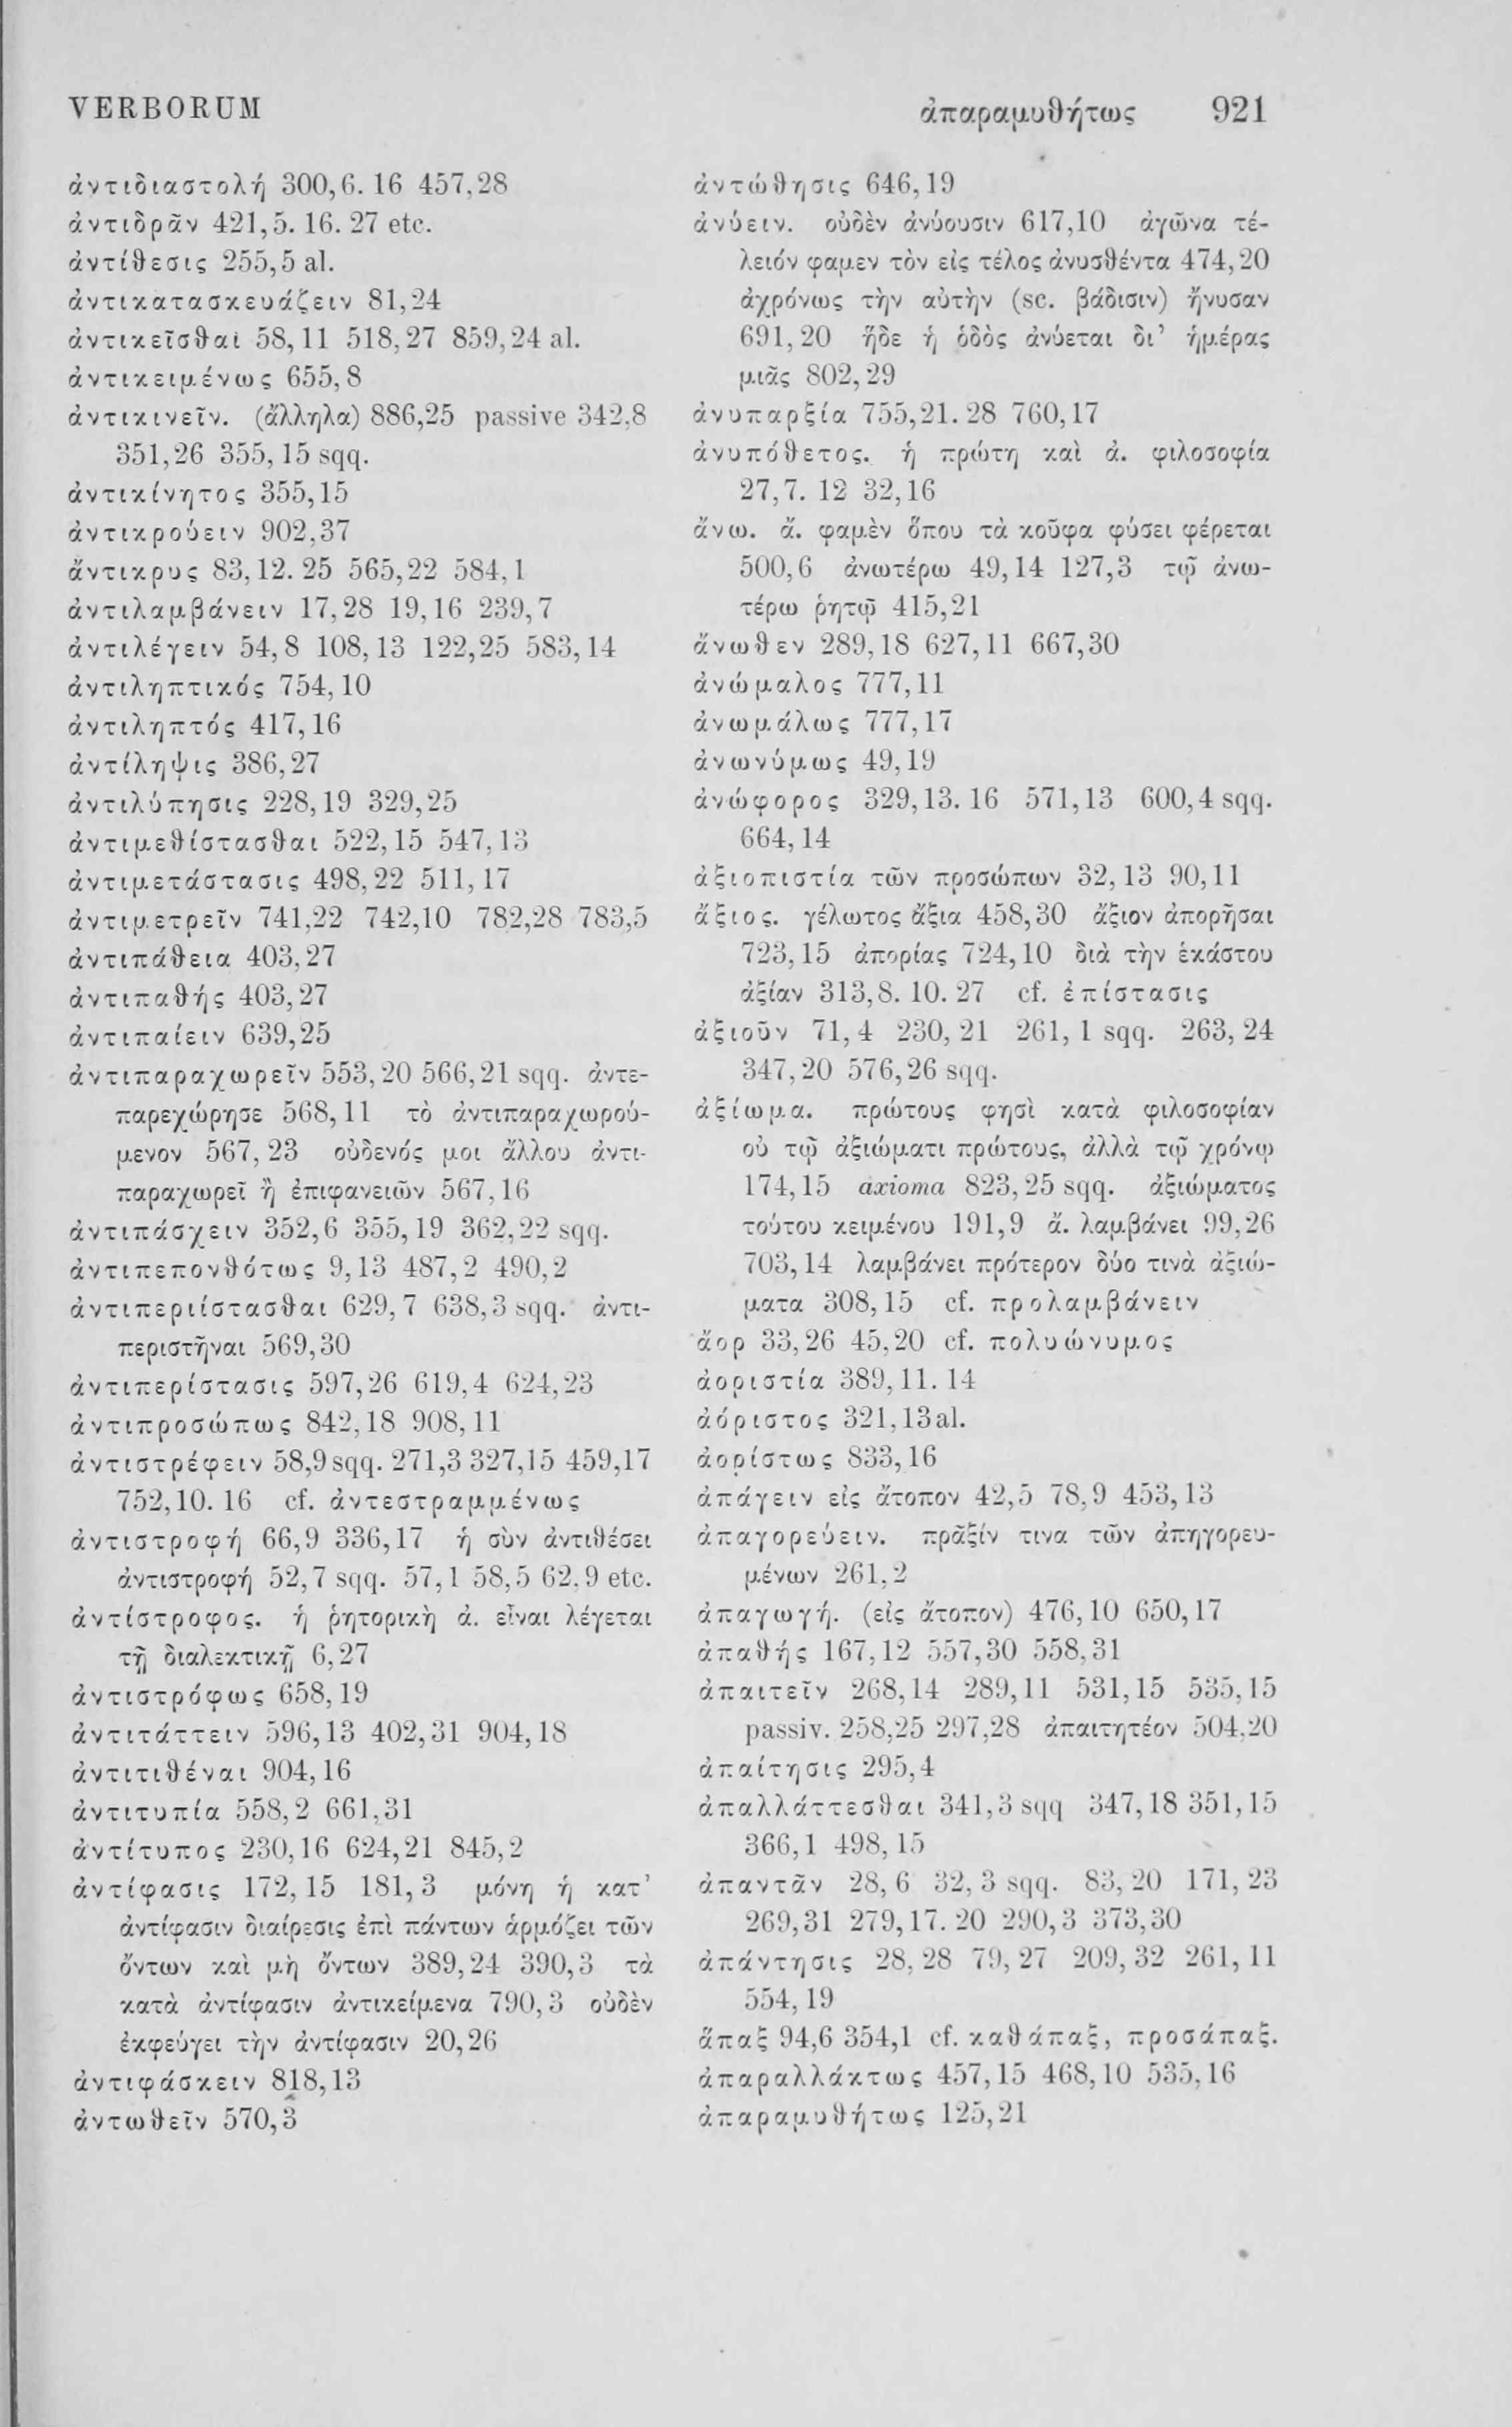 VERBORUM ἀπαραμυθήτως 921
ἀντιδιαστολή 300,6. 16 457,28
ἀντιδρᾶν 421,5. 16. 27 etc.
ἀντίθεσις 255,5 al.
ἀντικατασκευάζειν 81,24
ἀντικεῖσθαι 58,11 518,27 859,24 al.
ἀντικειμένως 655,8
ἀντικινεῖν. (ἄλληλα) 886,25 passive 342,8
351,26 355,15 sqq.
ἀντικίνητος 355,15
ἀντικρούειν 902,37
ἄντικρυς 83,12. 25 565,22 584,1
ἀντιλαμβάνειν 17,28 19,16 239,7
ἀντιλέγειν 54,8 108,13 122,25 583,14
ἀντιληπτικός 754,10
ἀντιληπτός 417,16
ἀντίληψις 386,27
ἀντιλύπησις 228,19 329,25
ἀντιμεθίστασθαι 522,15 547,13
ἀντιμετάστασις 498,22 511,17
ἀντιμετρεῖν 741,22 742,10 782,28 783,5
ἀντιπάθεια 403,27
ἀντιπαθής 403,27
ἀντιπαίειν 639,25
ἀντιπαραχωρεῖν 553,20 566,21 sqq. ἀντε-
παρεχώρησε 568,11 τὸ ἀντιπαραχωρού-
μενον 567,23 οὐδενός μοι ἄλλου ἀντι-
παραχωρεῖ ἢ ἐπιφανειῶν 567,16
ἀντιπάσχειν 352,6 355,19 362,22 sqq.
ἀντιπεπονθότως 9,13 487,2 490,2
ἀντιπεριίστασθαι 629,7 638,3 sqq. ἀντι-
περιστῆναι 569,30
ἀντιπερίστασις 597,26 619,4 624,23
ἀντιπροσώπως 842,18 908,11
ἀντιστρέφειν 58,9 sqq. 271,3 327,15 459,17
752,10. 16 cf. ἀντεστραμμένως
ἀντιστροφή 66,9 336,17 ἡ σὺν ἀντιθέσει
ἀντιστροφή 52,7 sqq. 57,1 58,5 62,9 etc.
ἀντίστροφος. ἡ ῥητορικὴ ἀ. εἶναι λέγεται
τῇ διαλεκτικῇ 6,27
ἀντιστρόφως 658,19
ἀντιτάττειν 596,13 402,31 904,18
ἀντιτιθέναι 904,16
ἀντιτυπία 558,2 661,31
ἀντίτυπος 230,16 624,21 845,2
ἀντίφασις 172,15 181,3 μόνη ἡ κατ’
ἀντίφασιν διαίρεσις ἐπὶ πάντων ἁρμόζει τῶν
ὄντων καὶ μὴ ὄντων 389,24 390,3 τὰ
κατὰ ἀντίφασιν ἀντικείμενα 790,3 οὐδὲν
ἐκφεύγει τὴν ἀντίφασιν 20,26
ἀντιφάσκειν 818,13
ἀντωθεῖν 570,3
ἀντώθησις 646,19
ἀνύειν. οὐδὲν ἀνύουσιν 617,10 ἀγῶνα τέ-
λειόν φαμεν τὸν εἰς τέλος ἀνυσθέντα 474,20
ἀχρόνως τὴν αὐτὴν (sc. βάδισιν) ἤνυσαν
691,20 ἥδε ἡ ὁδὸς ἀνύεται δι’ ἡμέρας
μιᾶς 802,29
ἀνυπαρξία 755,21. 28 760,17
ἀνυπόθετος. ἡ πρώτη καὶ ἀ. φιλοσοφία
27,7. 12 32,16
ἄνω. ἄ. φαμὲν ὅπου τὰ κοῦφα φύσει φέρεται
500,6 ἀνωτέρω 49,14 127,3 τῷ ἀνω-
τέρω ῥητῷ 415,21
ἄνωθεν 289,18 627,11 667,30
ἀνώμαλος 777,11
ἀνωμάλως 777,17
ἀνωνύμως 49,19
ἀνώφορος 329,13. 16 571,13 600,4 sqq.
664,14
ἀξιοπιστία τῶν προσώπων 32,13 90,11
ἄξιος. γέλωτος ἄξια 458,30 ἄξιον ἀπορῆσαι
723,15 ἀπορίας 724,10 διὰ τὴν ἑκάστου
ἀξίαν 313,8. 10. 27 cf. ἐπίστασις
ἀξιοῦν 71,4 230,21 261,1 sqq. 263,24
347,20 576,26 sqq.
ἀξίωμα. πρώτους φησὶ κατὰ φιλοσοφίαν
οὐ τῷ ἀξιώματι πρώτους, ἀλλὰ τῷ χρόνῳ
174,15 axioma 823,25 sqq. ἀξιώματος
τούτου κειμένου 191,9 ἄ. λαμβάνει 99,26
703,14 λαμβάνει πρότερον δύο τινὰ ἀξιώ-
ματα 308,15 cf. προλαμβάνειν
ἄορ 33,26 45,20 cf. πολυώνυμος
ἀοριστία 389,11. 14
ἀόριστος 321,13 al.
ἀορίστως 833,16
ἀπάγειν εἰς ἄτοπον 42,5 78,9 453,13
ἀπαγορεύειν. πρᾶξίν τινα τῶν ἀπηγορευ-
μένων 261,2
ἀπαγωγή. (εἰς ἄτοπον) 476,10 650,17
ἀπαθής 167,12 557,30 558,31
ἀπαιτεῖν 268,14 289,11 531,15 535,15
passiv. 258,25 297,28 ἀπαιτητέον 504,20
ἀπαίτησις 295,4
ἀπαλλάττεσθαι 341,3 sqq 347,18 351,15
366,1 498,15
ἀπαντᾶν 28,6 32,3 sqq. 83,20 171,23
269,31 279,17. 20 290,3 373,30
ἀπάντησις 28,28 79,27 209,32 261,11
554,19
ἅπαξ 94,6 354,1 cf. καθάπαξ, προσάπαξ.
ἀπαραλλάκτως 457,15 468,10 535,16
ἀπαραμυθήτως 125,21